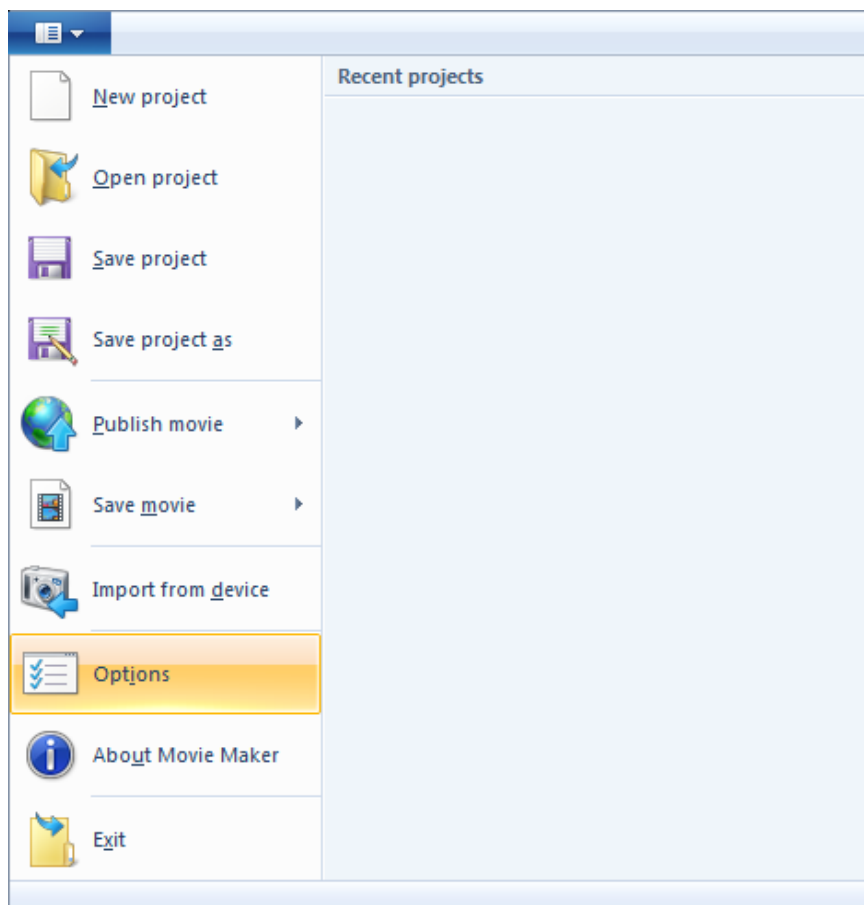 Recent projects
New project
Open project
Save project
Save project as
Publish movie
Save movie
Import from device
Options
About Movie Maker
Exit